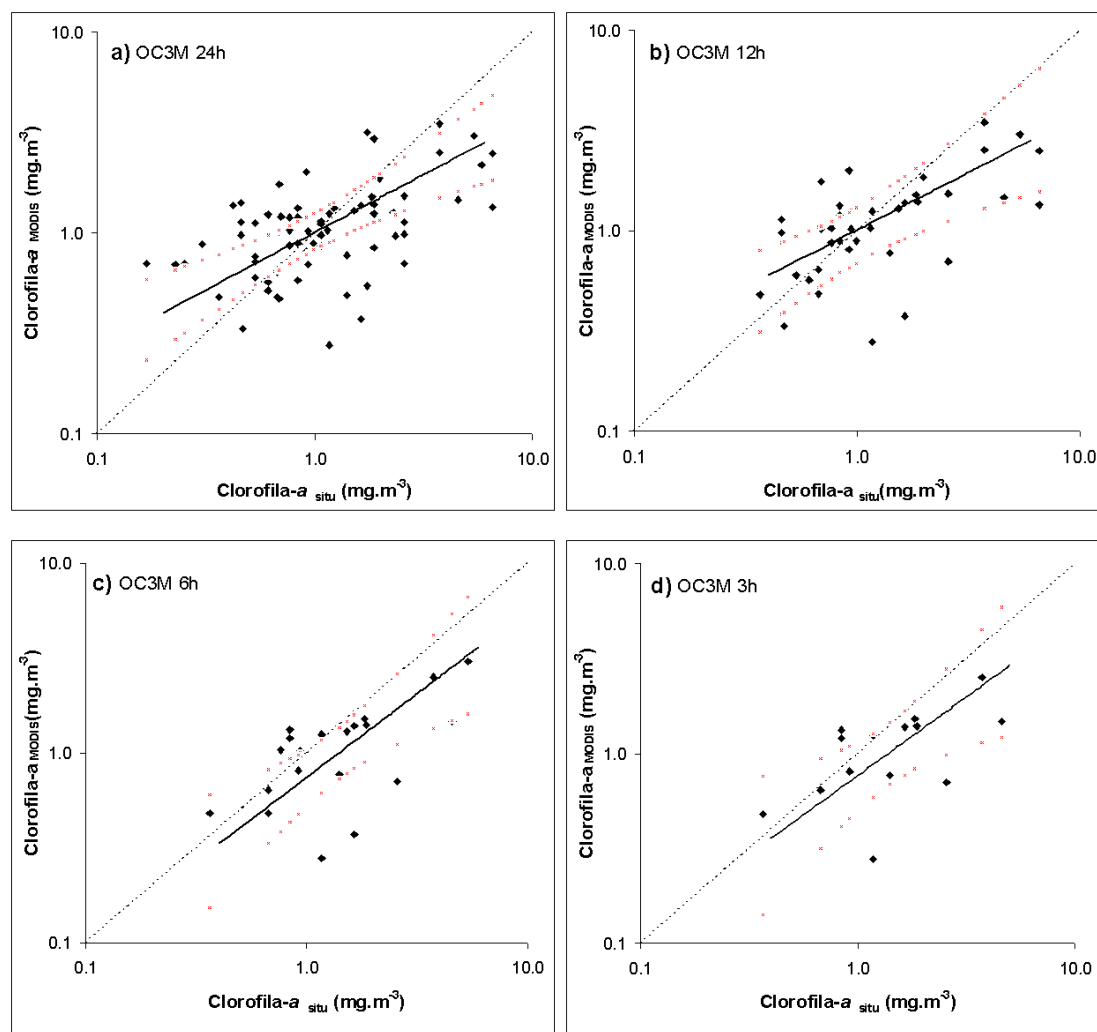 a) OC3M 24h
10.0
1.0
0.1
0.1
1.0
10.0
Clorofila-a MODIS (mg.m-3)
Clorofila-a situ (mg.m-3)
b) OC3M 12h
10.0
1.0
0.1
0.1
1.0
10.0
Clorofila-a MODIS (mg.m-3)
Clorofila-a situ(mg.m-3)
c) OC3M 6h
10.0
1.0
0.1
0.1
1.0
10.0
Clorofila-a MODIS(mg.m-3)
Clorofila-a situ (mg.m-3)
d) OC3M 3h
10.0
1.0
0.1
0.1
1.0
10.0
Clorofila-a MODIS (mg.m-3)
Clorofila-a situ (mg.m-3)